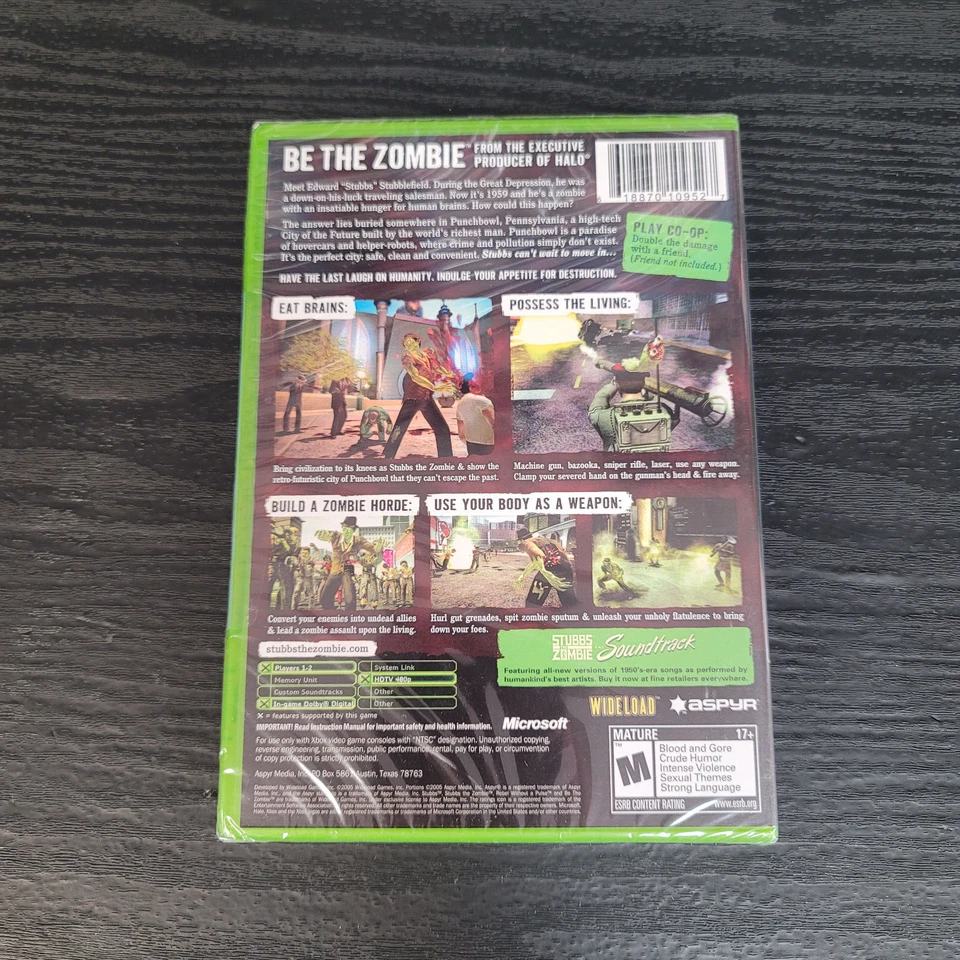 BE THE ZOMBIE™ FROM THE EXECUTIVE
PRODUCER OF HALO®
18870 10952 7
Meet Edward "Stubbs" Stubblefield. During the Great Depression, he was
a down-on-his-luck traveling salesman. Now it's 1959 and he's a zombie
with an insatiable hunger for human brains. How could this happen?
The answer lies buried somewhere in Punchbowl, Pennsylvania, a high-tech
City of the Future built by the world's richest man. Punchbowl is a paradise
of hovercars and helper-robots, where crime and pollution simply don't exist.
It's the perfect city: safe, clean and convenient. Stubbs can't wait to move in...
PLAY CO-OP:
Double the damage
with a friend.
(Friend not included.)
HAVE THE LAST LAUGH ON HUMANITY. INDULGE YOUR APPETITE FOR DESTRUCTION.
EAT BRAINS:
POSSESS THE LIVING:
Bring civilization to its knees as Stubbs the Zombie & show the
retro-futuristic city of Punchbowl that they can't escape the past.
Machine gun, bazooka, sniper rifle, laser, use any weapon.
Clamp your severed hand on the gunman's head & fire away.
BUILD A ZOMBIE HORDE:
USE YOUR BODY AS A WEAPON:
Convert your enemies into undead allies
& lead a zombie assault upon the living.
Hurl gut grenades, spit zombie sputum & unleash your unholy flatulence to bring
down your foes.
stubbsthezombie.com
STUBBS THE ZOMBIE Soundtrack
Featuring all-new versions of 1950's-era songs as performed by
humankind's best artists. Buy it now at fine retailers everywhere.
Players 1-2
System Link
Memory Unit
HDTV 480p
Custom Soundtracks
Other
In-game Dolby® Digital
Other
= features supported by this game
WIDELOAD
ASPYR
IMPORTANT! Read Instruction Manual for important safety and health information.
Microsoft
For use only with Xbox video game consoles with "NTSC" designation. Unauthorized copying,
reverse engineering, transmission, public performance, rental, pay for play, or circumvention
of copy protection is strictly prohibited.
Aspyr Media, Inc. PO Box 5861 Austin, Texas 78763
MATURE 17+
M
Blood and Gore
Crude Humor
Intense Violence
Sexual Themes
Strong Language
ESRB CONTENT RATING www.esrb.org